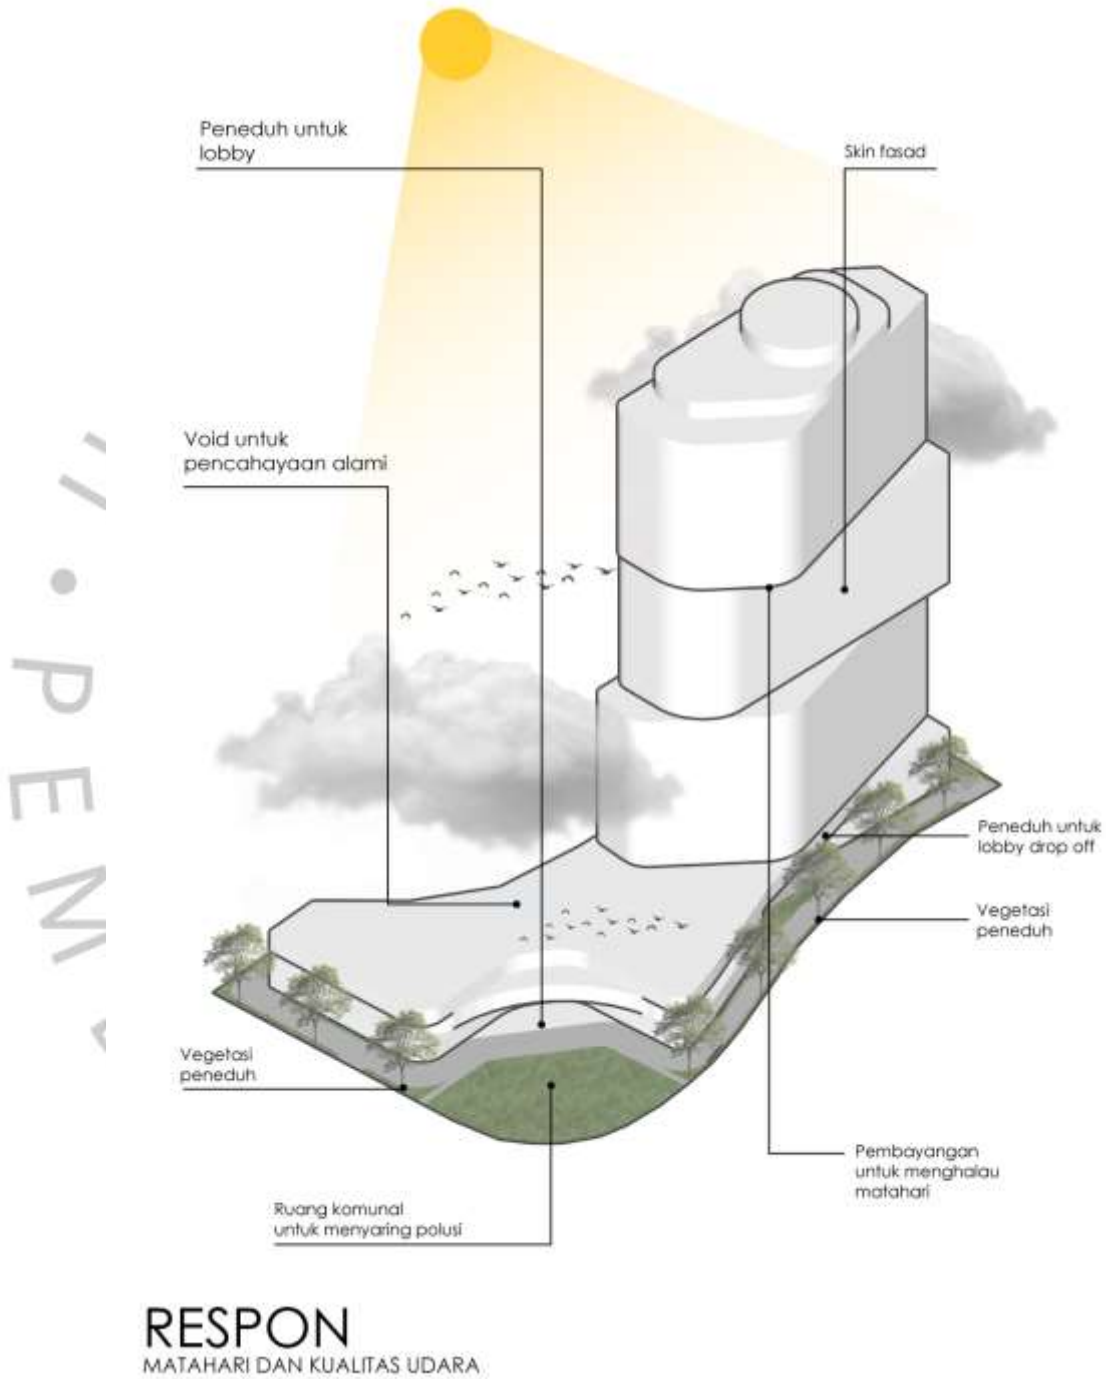 Peneduh untuk
lobby
Skin fasad
Void untuk
pencahayaan alami
Peneduh untuk
lobby drop off
Vegetasi
peneduh
Vegetasi
peneduh
Pembayangan
untuk menghalau
matahari
Ruang komunal
untuk menyaring polusi
RESPON
MATAHARI DAN KUALITAS UDARA